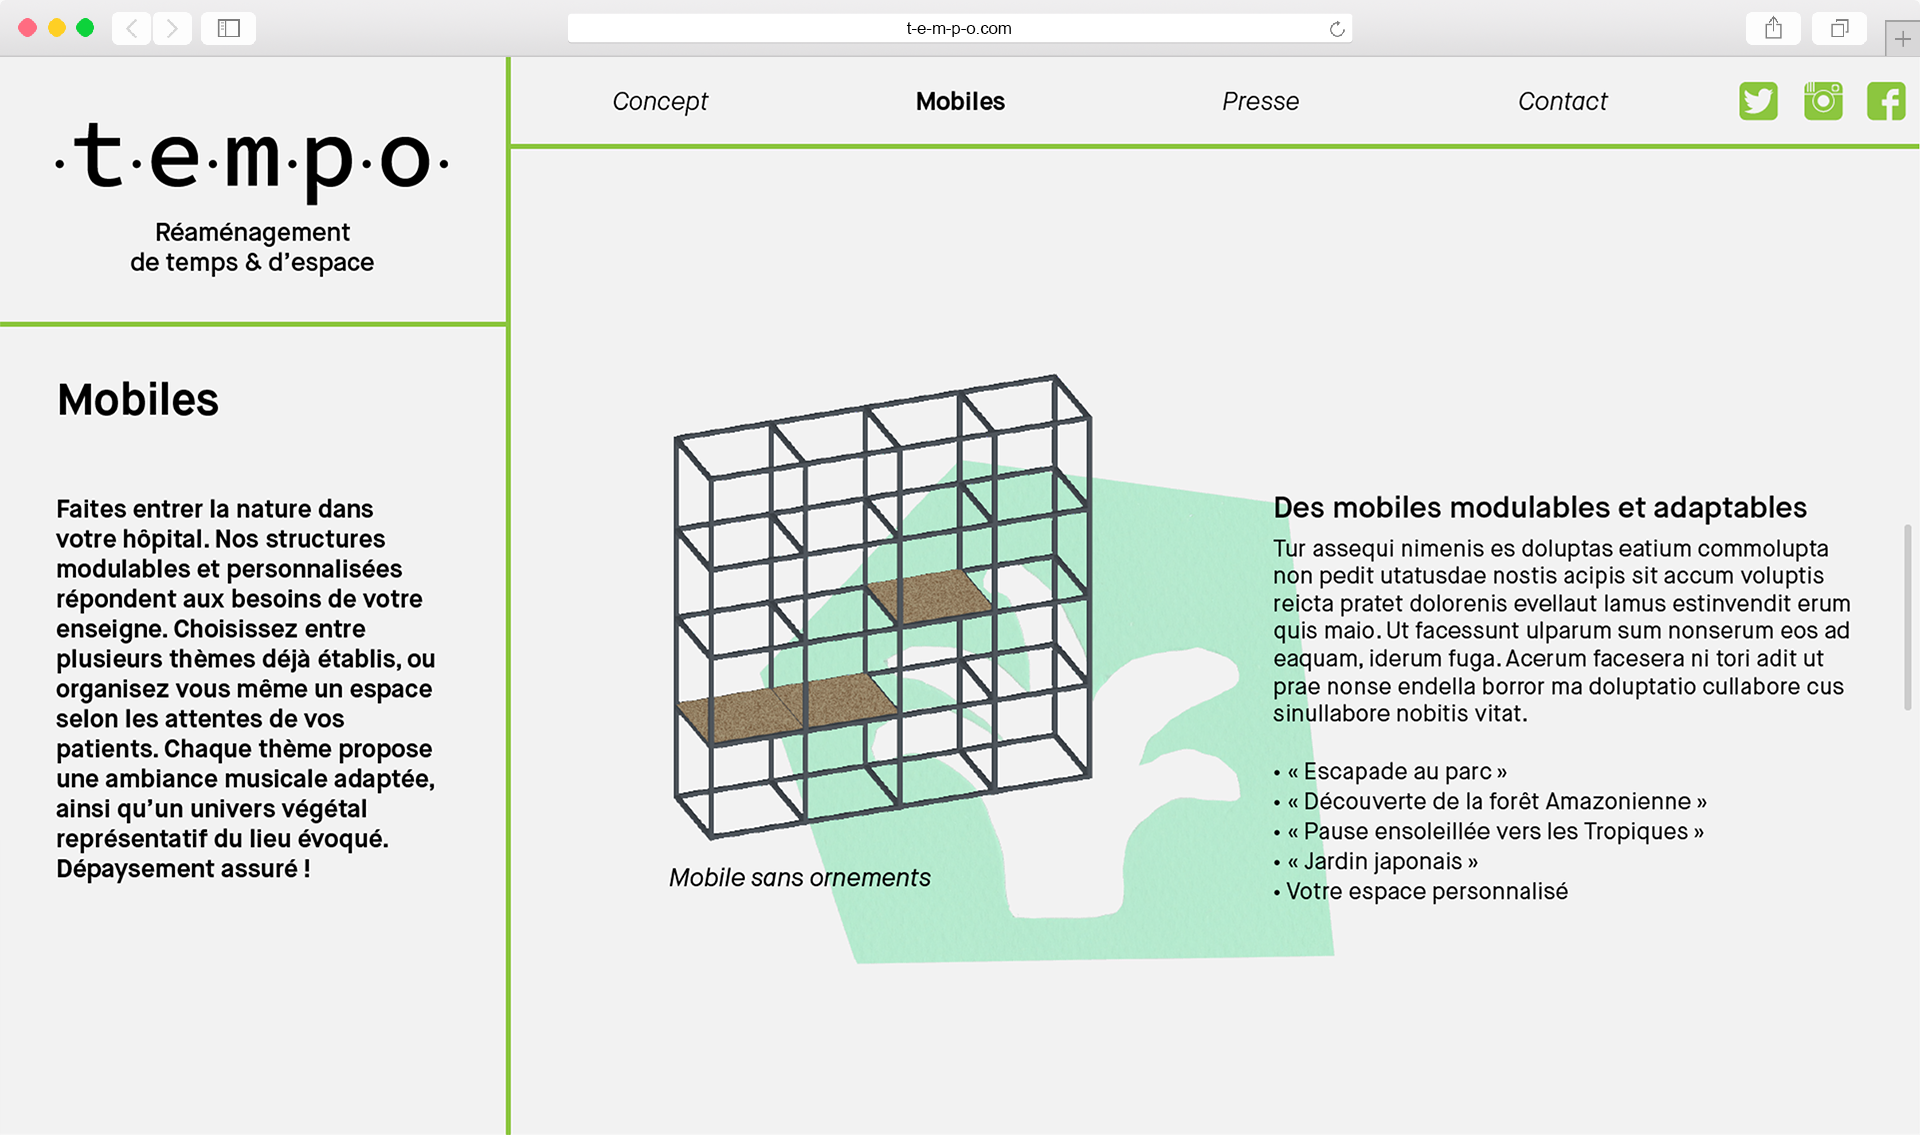 t-e-m-p-o.com
·t·e·m·p·o·
Réaménagement
de temps & d’espace
Concept
Mobiles
Presse
Contact
Mobiles
Faites entrer la nature dans
votre hôpital. Nos structures
modulables et personnalisées
répondent aux besoins de votre
enseigne. Choisissez entre
plusieurs thèmes déjà établis, ou
organisez vous même un espace
selon les attentes de vos
patients. Chaque thème propose
une ambiance musicale adaptée,
ainsi qu’un univers végétal
représentatif du lieu évoqué.
Dépaysement assuré !
Mobile sans ornements
Des mobiles modulables et adaptables
Tur assequi nimenis es doluptas eatium commolupta
non pedit utatusdae nostis acipis sit accum voluptis
reicta pratet dolorenis evellaut lamus estinvendit erum
quis maio. Ut facessunt ulparum sum nonserum eos ad
eaquam, iderum fuga. Acerum facesera ni tori adit ut
prae nonse endella borror ma doluptatio cullabore cus
sinullabore nobitis vitat.
• « Escapade au parc »
• « Découverte de la forêt Amazonienne »
• « Pause ensoleillée vers les Tropiques »
• « Jardin japonais »
• Votre espace personnalisé